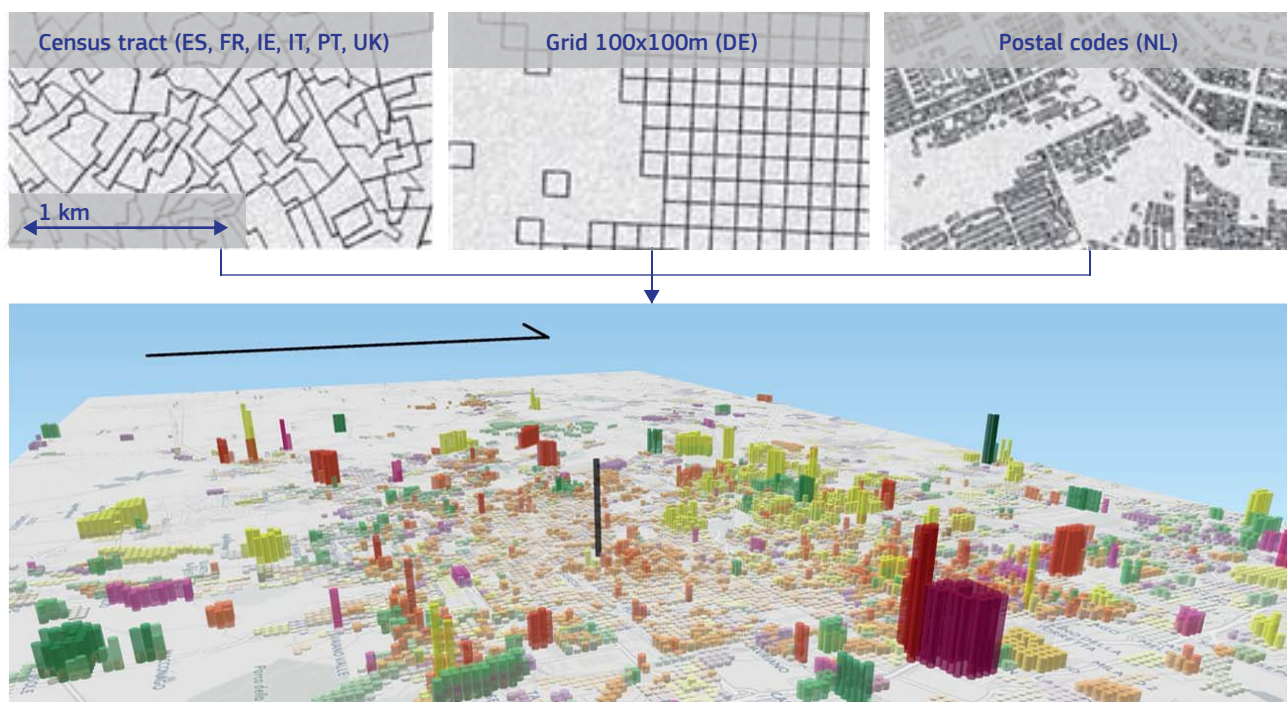 Census tract (ES, FR, IE, IT, PT, UK)
Grid 100x100m (DE)
Postal codes (NL)
1 km